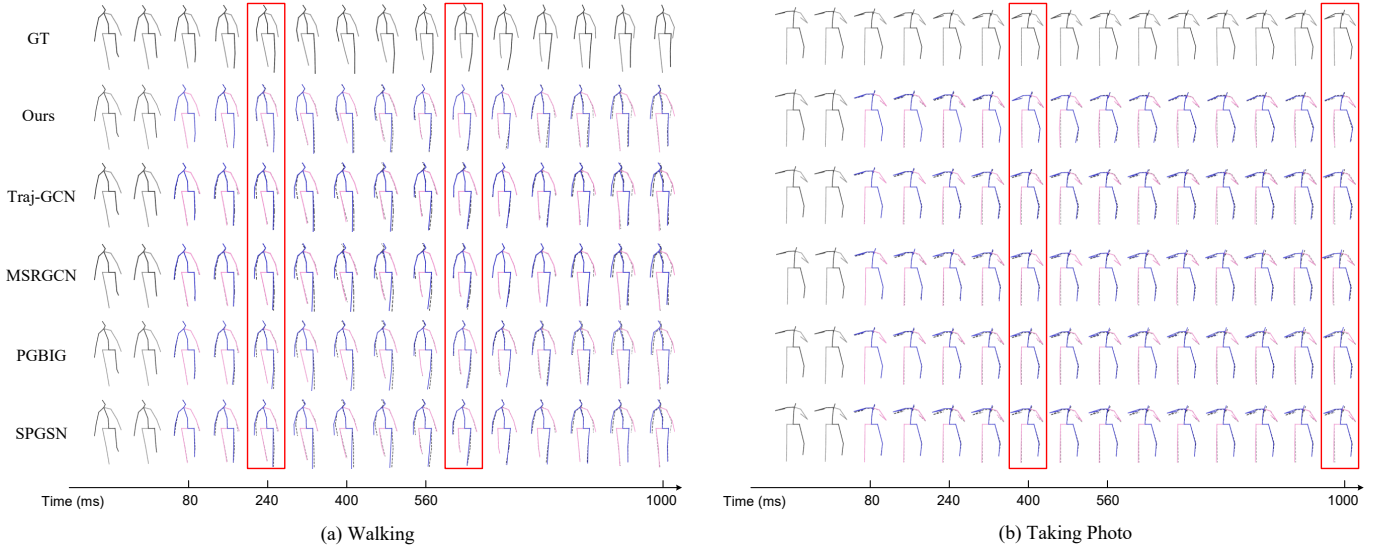 GT
Ours
Traj-GCN
MSRGCN
PGBIG
SPGSN
Time (ms)
80
240
400
560
1000
(a) Walking
Time (ms)
80
240
400
560
1000
(b) Taking Photo